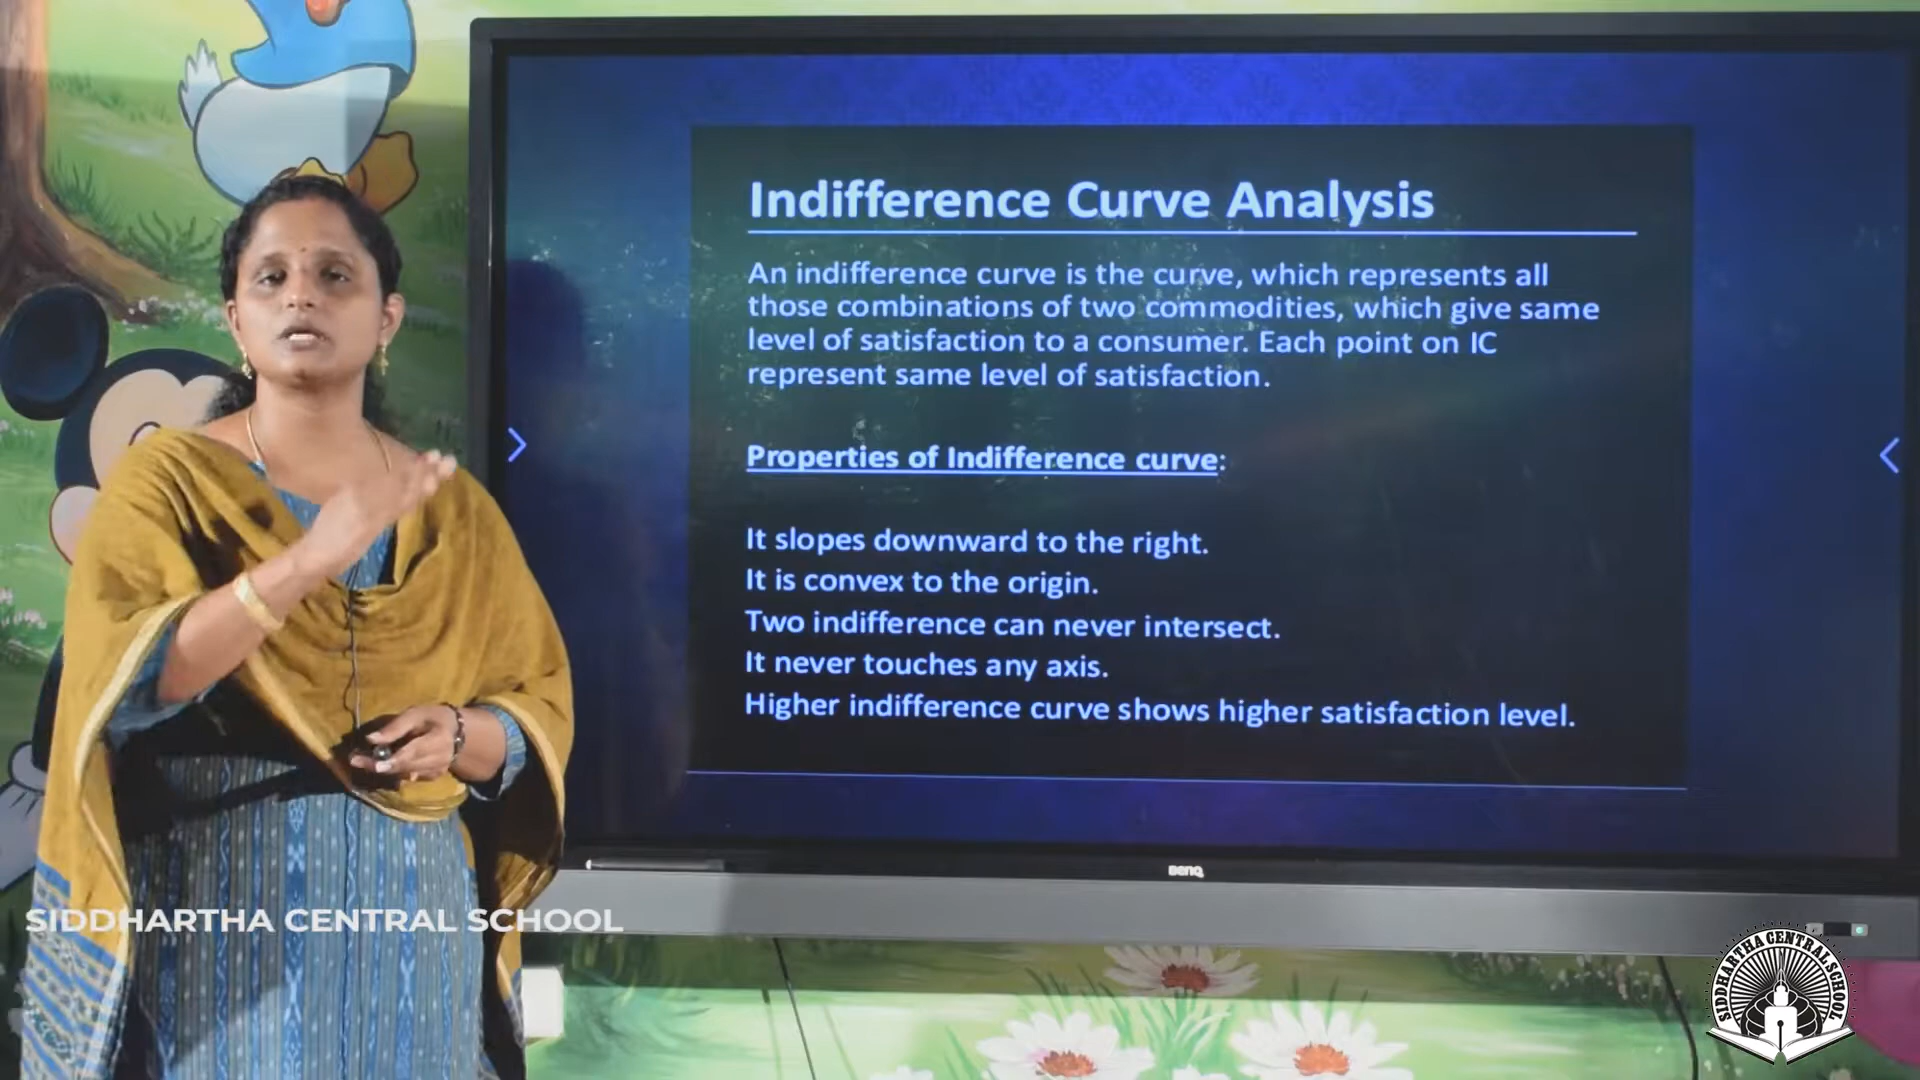 Indifference Curve Analysis
An indifference curve is the curve, which represents all
those combinations of two commodities, which give same
level of satisfaction to a consumer. Each point on IC
represent same level of satisfaction.
Properties of Indifference curve:
It slopes downward to the right.
It is convex to the origin.
Two indifference can never intersect.
It never touches any axis.
Higher indifference curve shows higher satisfaction level.
BenQ
SIDDHARTHA CENTRAL SCHOOL
SIDDHARTHA CENTRAL SCHOOL